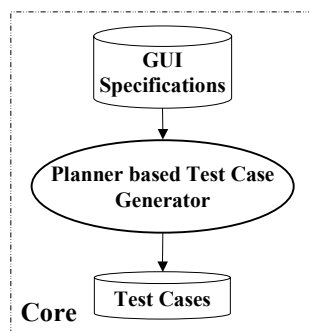 GUI
Specifications
Planner based Test Case
Generator
Test Cases
Core